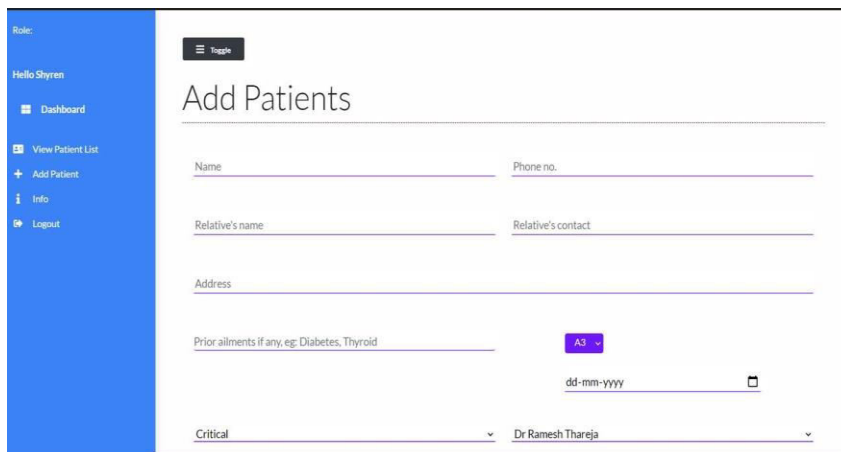 Role:
Hello Shyren
Dashboard
View Patient List
Add Patient
Info
Logout
Toggle
Add Patients
Name
Phone no.
Relative's name
Relative's contact
Address
Prior ailments if any, eg: Diabetes, Thyroid
A3
dd-mm-yyyy
Critical
Dr Ramesh Thareja